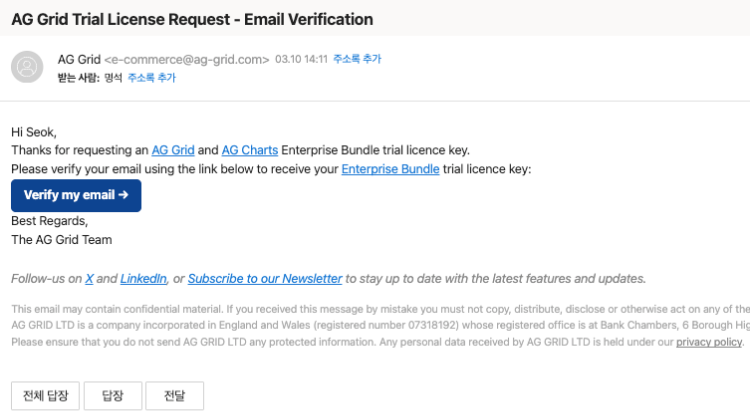 AG Grid Trial License Request - Email Verification
AG Grid <e-commerce@ag-grid.com> 03.10 14:11 주소록 추가
받는 사람: 명석 주소록 추가
Hi Seok,
Thanks for requesting an AG Grid and AG Charts Enterprise Bundle trial licence key.
Please verify your email using the link below to receive your Enterprise Bundle trial licence key:
Verify my email →
Best Regards,
The AG Grid Team
Follow-us on X and LinkedIn, or Subscribe to our Newsletter to stay up to date with the latest features and updates.
This email may contain confidential material. If you received this message by mistake you must not copy, distribute, disclose or otherwise act on any of the
AG GRID LTD is a company incorporated in England and Wales (registered number 07318192) whose registered office is at Bank Chambers, 6 Borough Hig
Please ensure that you do not send AG GRID LTD any protected information. Any personal data received by AG GRID LTD is held under our privacy policy.
전체 답장 답장 전달